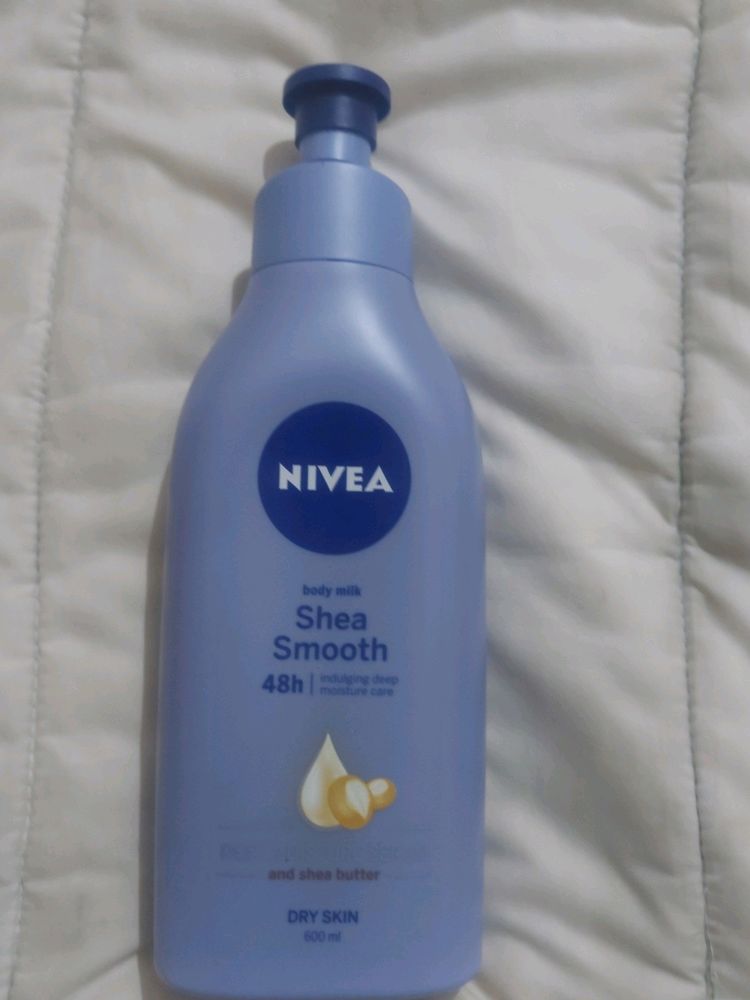 NIVEA
body milk
Shea
Smooth
48h indulging deep
moisture care
and shea butter
DRY SKIN
600 ml